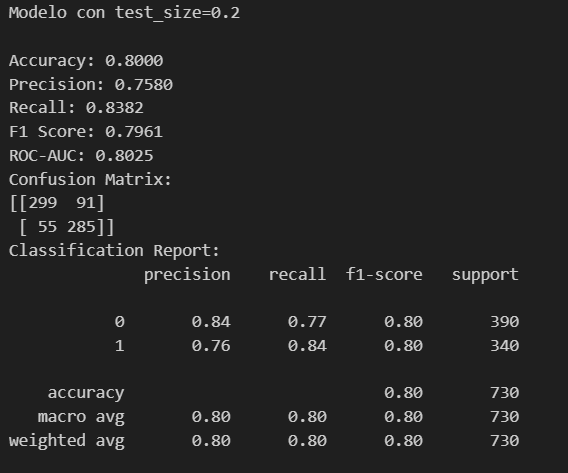 Modelo con test_size=0.2
Accuracy: 0.8000
Precision: 0.7580
Recall: 0.8382
F1 Score: 0.7961
ROC-AUC: 0.8025
Confusion Matrix:
[[299  91]
 [ 55 285]]
Classification Report:
              precision    recall  f1-score   support
           0       0.84      0.77      0.80       390
           1       0.76      0.84      0.80       340
    accuracy                           0.80       730
   macro avg       0.80      0.80      0.80       730
weighted avg       0.80      0.80      0.80       730